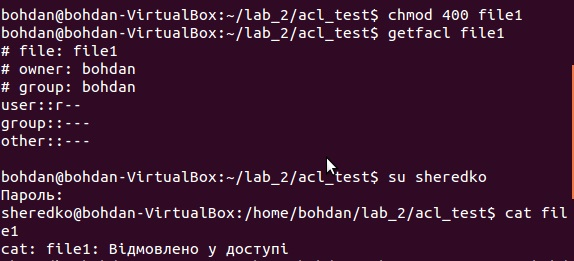 bohdan@bohdan-VirtualBox:~/lab_2/acl_test$ chmod 400 file1
bohdan@bohdan-VirtualBox:~/lab_2/acl_test$ getfacl file1
# file: file1
# owner: bohdan
# group: bohdan
user::r--
group::---
other::---
bohdan@bohdan-VirtualBox:~/lab_2/acl_test$ su sheredko
Пароль:
sheredko@bohdan-VirtualBox:/home/bohdan/lab_2/acl_test$ cat fil
e1
cat: file1: Відмовлено у доступі